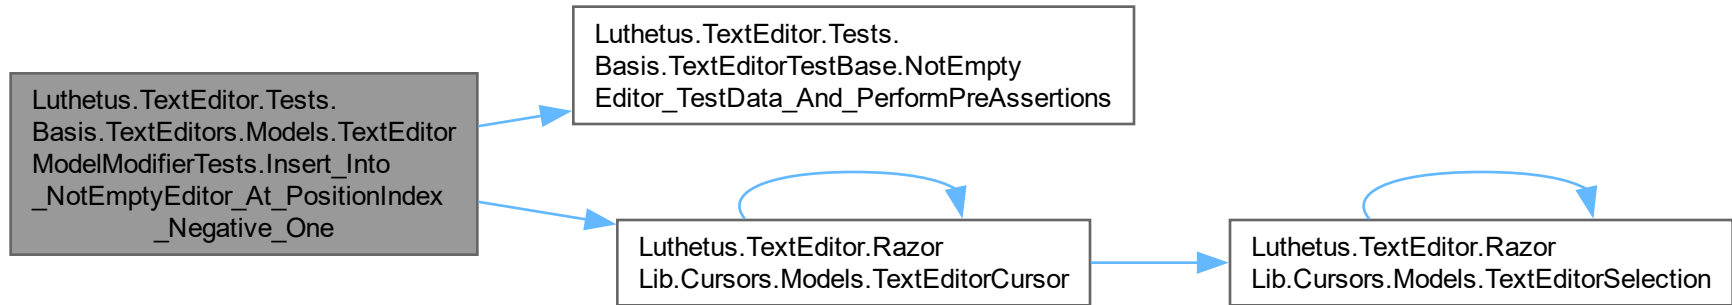 Luthetus.TextEditor.Tests.
Basis.TextEditors.Models.TextEditor
ModelModifierTests.Insert_Into
_NotEmptyEditor_At_PositionIndex
_Negative_One
Luthetus.TextEditor.Tests.
Basis.TextEditorTestBase.NotEmpty
Editor_TestData_And_PerformPreAssertions
Luthetus.TextEditor.Razor
Lib.Cursors.Models.TextEditorCursor
Luthetus.TextEditor.Razor
Lib.Cursors.Models.TextEditorSelection